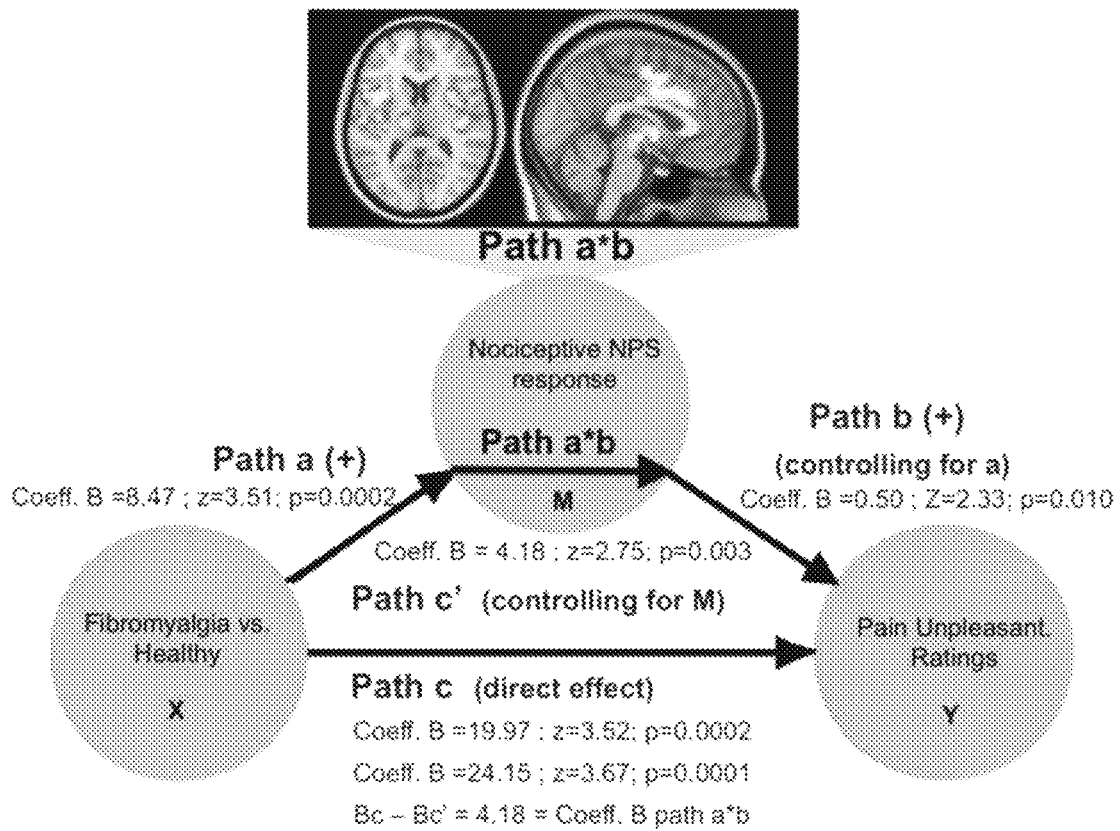 Path a*b
Nociceptive NPS
response
Path a*b
M
Path a (+)
Coeff. B =8.47 ; z=3.51; p=0.0002
Path b (+)
(controlling for a)
Coeff. B =0.50 ; Z=2.33; p=0.010
Coeff. B = 4.18 ; z=2.75; p=0.003
Path c' (controlling for M)
Fibromyalgia vs.
Healthy
X
Pain Unpleasant.
Ratings
Y
Path c (direct effect)
Coeff. B =19.97 ; z=3.52; p=0.0002
Coeff. B =24.15 ; z=3.67; p=0.0001
Bc – Bc' = 4.18 = Coeff. B path a*b